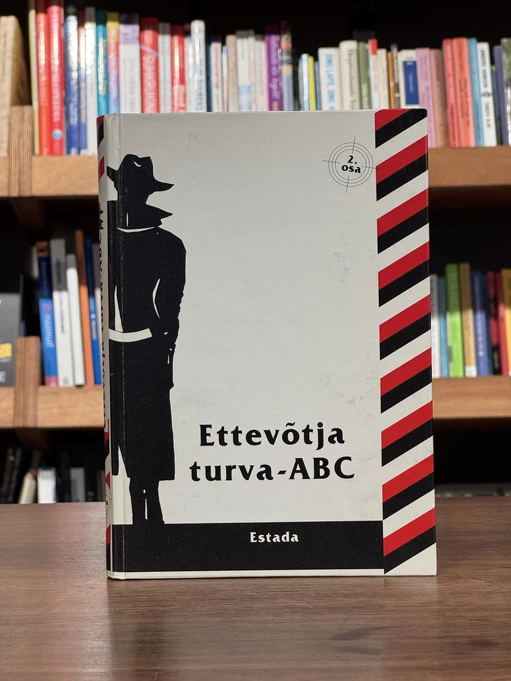 2.
osa
Ettevõtja
turva-ABC
Estada